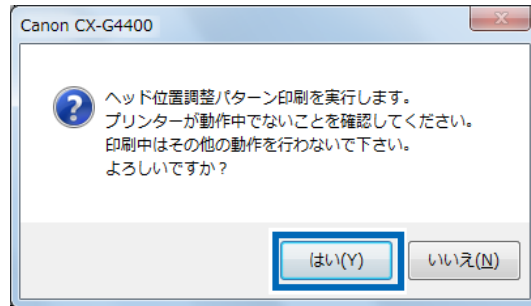 Canon CX-G4400
ヘッド位置調整パターン印刷を実行します。
プリンターが動作中でないことを確認してください。
印刷中はその他の動作を行わないで下さい。
よろしいですか？
はい(Y)
いいえ(N)